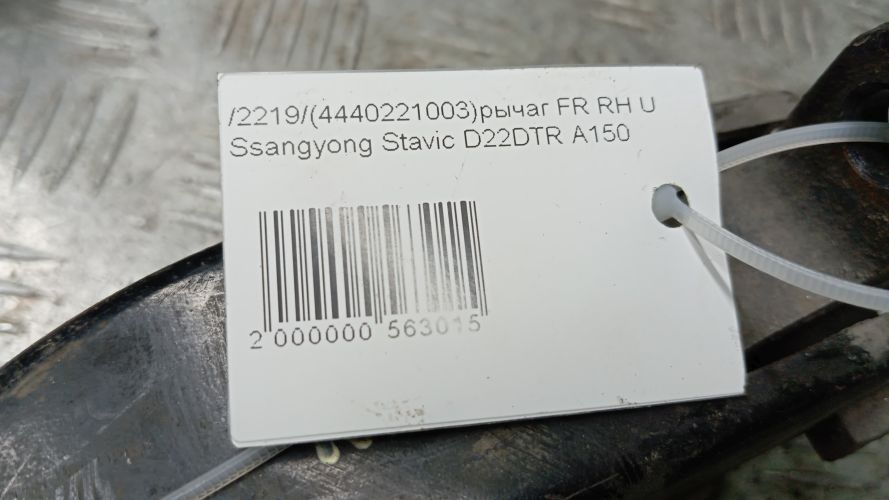 /2219/(4440221003)рычаг FR RH U
Ssangyong Stavic D22DTR A150
2 000000 563015